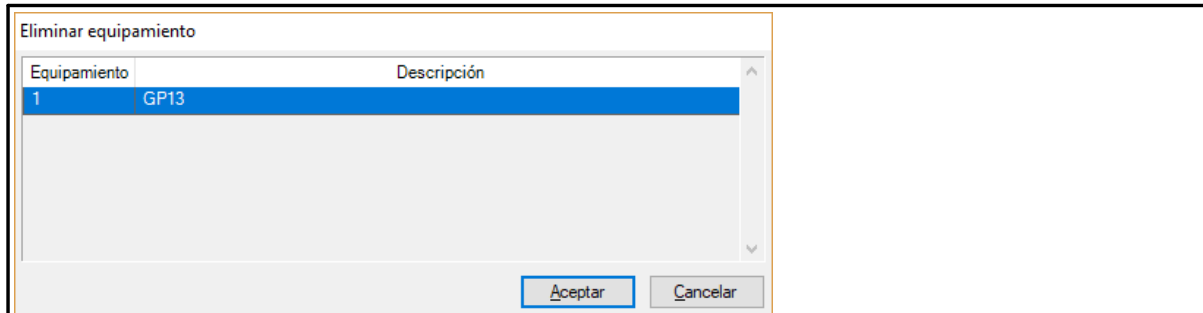 Eliminar equipamiento
Equipamiento Descripción
1 GP13
Aceptar Cancelar